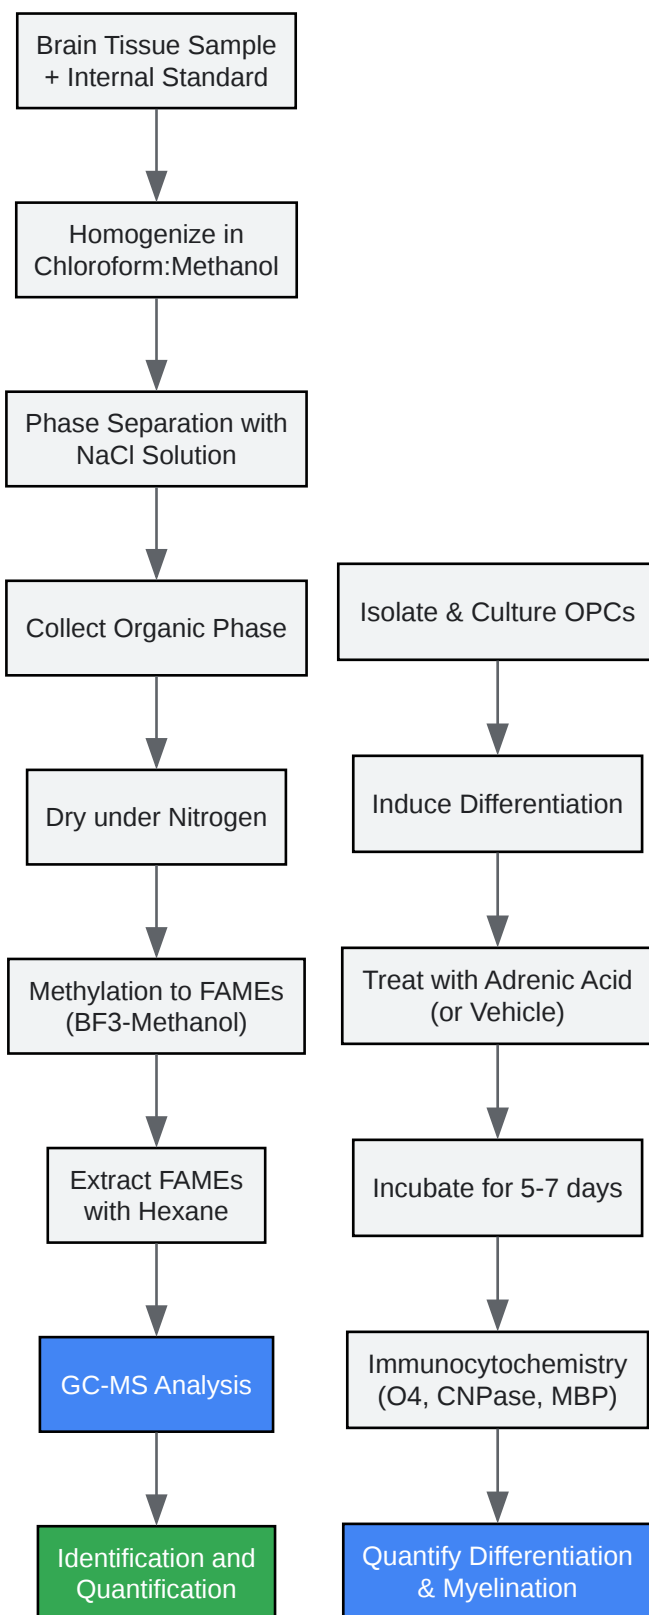 Brain Tissue Sample
+ Internal Standard
Homogenize in
Chloroform:Methanol
Phase Separation with
NaCl Solution
Collect Organic Phase
Dry under Nitrogen
Methylation to FAMEs
(BF3-Methanol)
Extract FAMEs
with Hexane
GC-MS Analysis
Identification and
Quantification
Isolate & Culture OPCs
Induce Differentiation
Treat with Adrenic Acid
(or Vehicle)
Incubate for 5-7 days
Immunocytochemistry
(O4, CNPase, MBP)
Quantify Differentiation
& Myelination